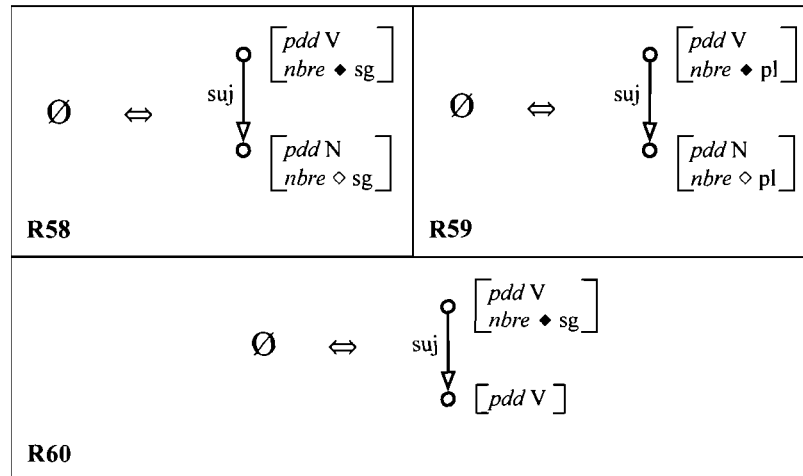 pdd V
nbre ◆ sg
suj
Ø ⇔
pdd N
nbre ◇ sg
R58
pdd V
nbre ◆ pl
suj
Ø ⇔
pdd N
nbre ◇ pl
R59
pdd V
nbre ◆ sg
suj
Ø ⇔
pdd V
R60